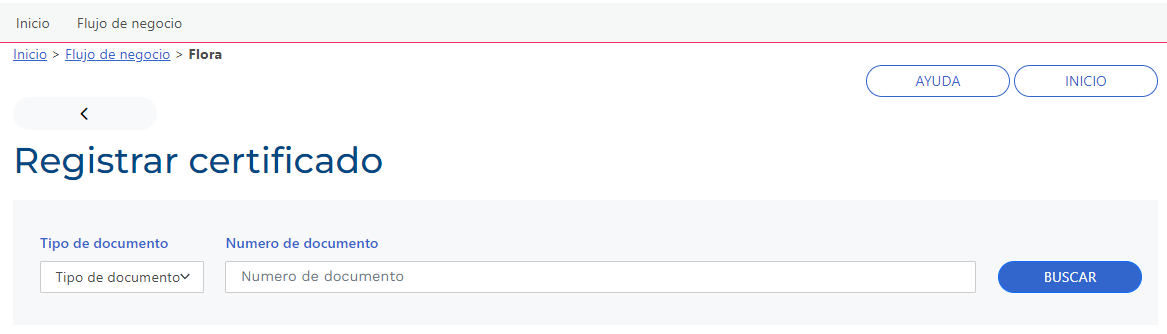 Inicio Flujo de negocio
Inicio > Flujo de negocio > Flora
AYUDA INICIO
Registrar certificado
Tipo de documento Numero de documento
Tipo de documento Numero de documento BUSCAR